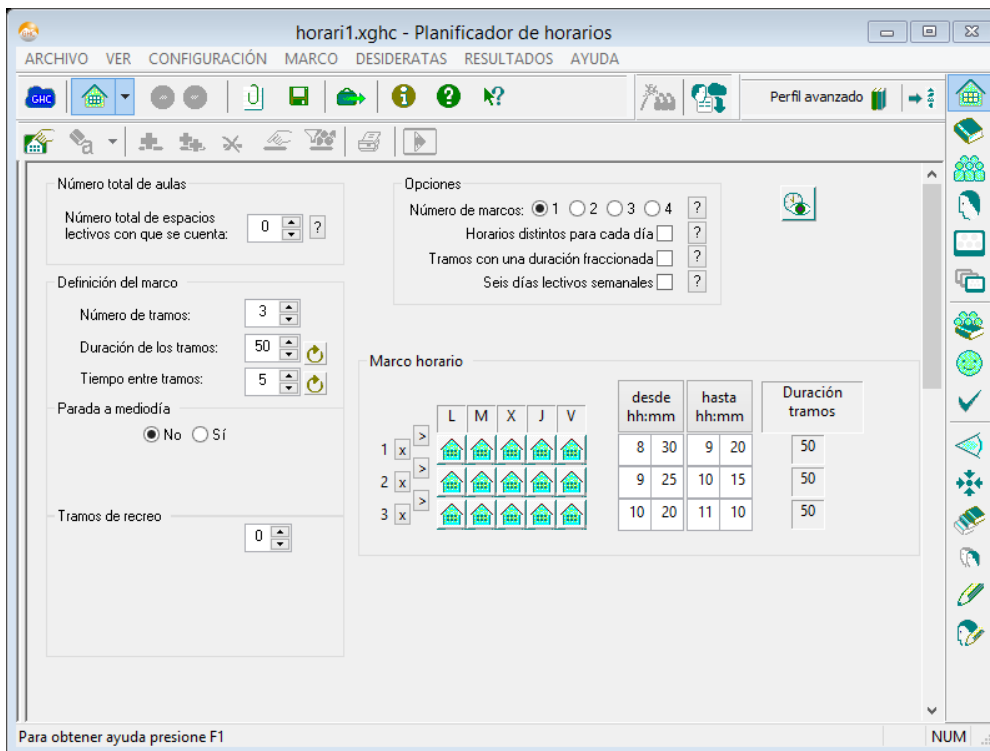 horari1.xghc - Planificador de horarios
ARCHIVO VER CONFIGURACIÓN MARCO DESIDERATAS RESULTADOS AYUDA
GHC
Perfil avanzado
a
Número total de aulas
Número total de espacios
lectivos con que se cuenta: 0 ?
Opciones
Número de marcos: 1 2 3 4 ?
Horarios distintos para cada día ?
Tramos con una duración fraccionada ?
Seis días lectivos semanales ?
Definición del marco
Número de tramos: 3
Duración de los tramos: 50
Tiempo entre tramos: 5
Parada a mediodía
No Sí
Tramos de recreo
0
Marco horario
desde hasta Duración
hh:mm hh:mm tramos
L M X J V
>
1 x 8 30 9 20 50
>
2 x 9 25 10 15 50
>
3 x 10 20 11 10 50
Para obtener ayuda presione F1 NUM